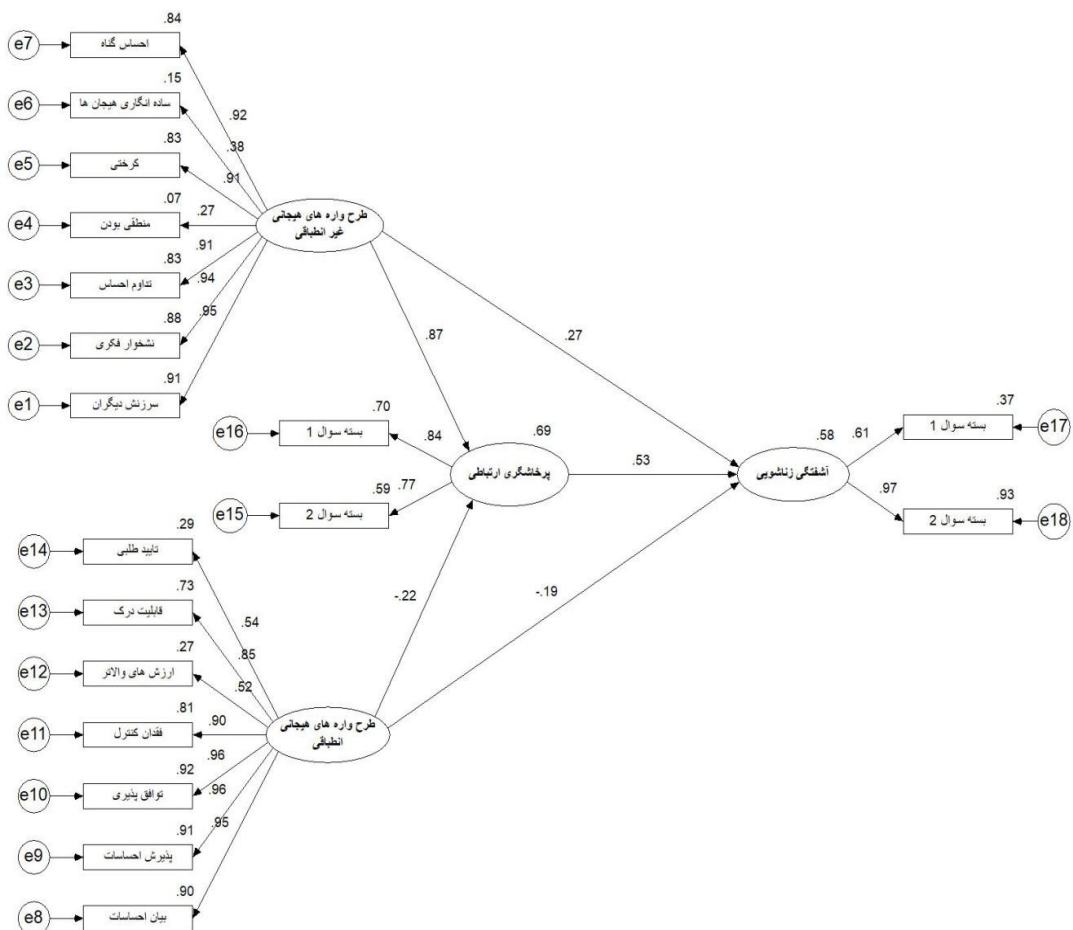 .84
e7
احساس گناه
.15
e6
ساده انگاری هیجان ها
.92
.83
e5
کرختی
.38
.91
.07
e4
منطقی بودن
.27
طرح واره های هیجانی
غیر انطباقی
.83
e3
تداوم احساس
.91
.94
.88
e2
نشخوار فکری
.95
.91
e1
سرزنش دیگران
.87
.27
.70
e16
بسته سوال 1
.84
.69
پرخاشگری ارتباطی
.59
e15
بسته سوال 2
.77
.53
.58
آشفتگی زناشویی
.61
.37
بسته سوال 1
e17
.97
.93
بسته سوال 2
e18
.29
e14
تایید طلبی
.73
e13
قابلیت درک
.54
.27
e12
ارزش های والاتر
.85
.52
.81
e11
فقدان کنترل
.90
طرح واره های هیجانی
انطباقی
-.22
-.19
.92
e10
توافق پذیری
.96
.96
.91
e9
پذیرش احساسات
.95
.90
e8
بیان احساسات